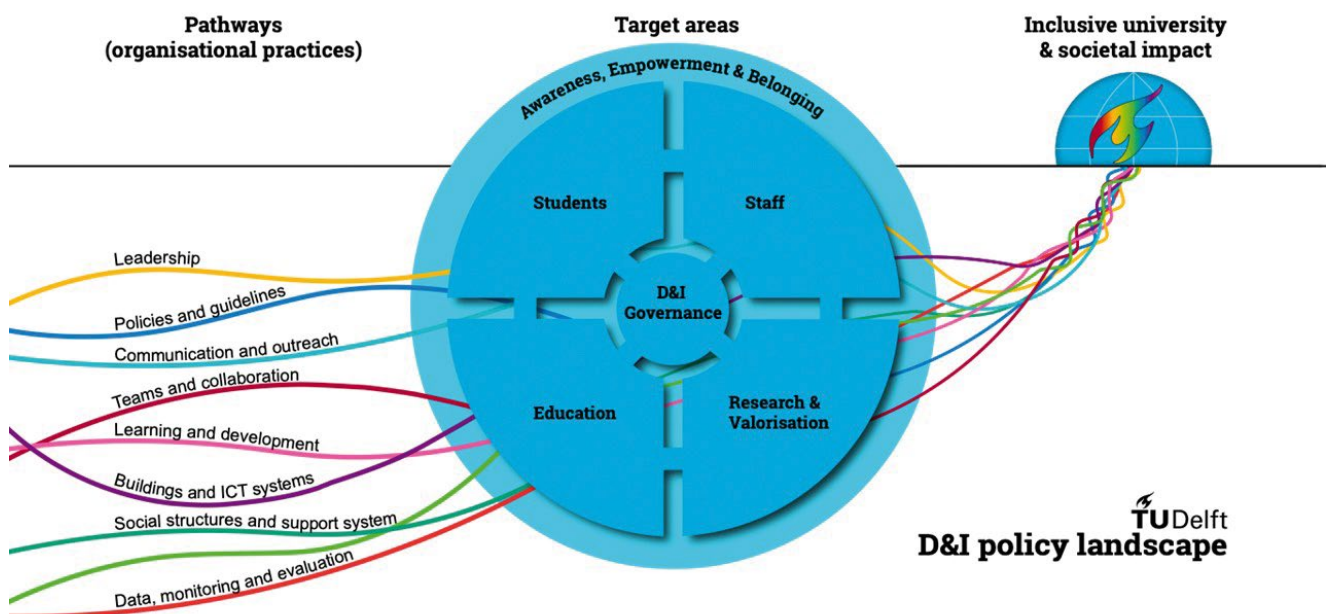 Pathways
(organisational practices)
Target areas
Inclusive university
& societal impact
Awareness, Empowerment & Belonging
Students
Staff
D&I
Governance
Education
Research &
Valorisation
Leadership
Policies and guidelines
Communication and outreach
Teams and collaboration
Learning and development
Buildings and ICT systems
Social structures and support system
Data, monitoring and evaluation
TU Delft
D&I policy landscape